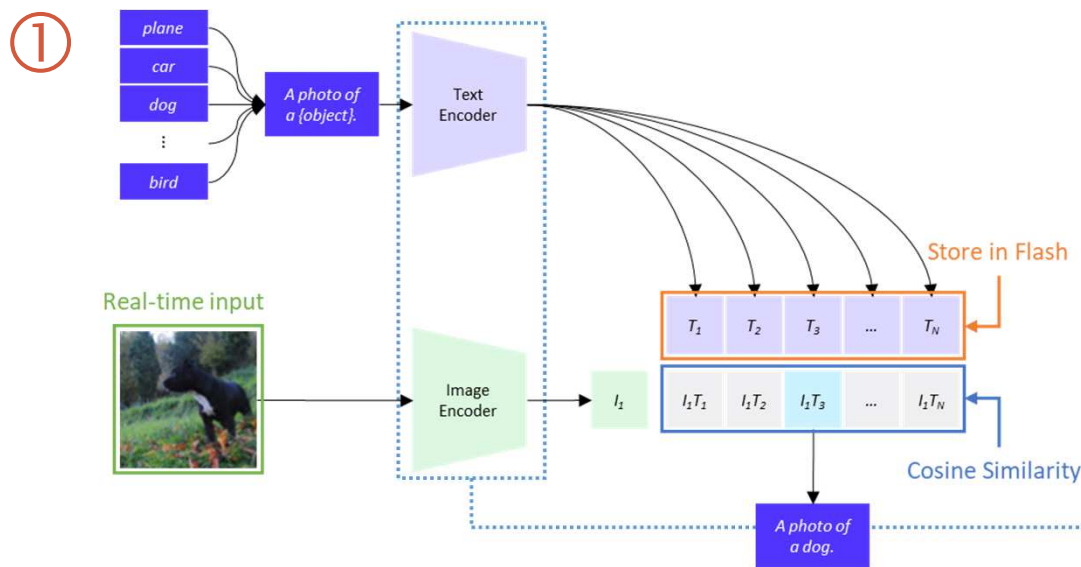 ①
plane
car
dog
...
bird
A photo of
a {object}.
Text
Encoder
Store in Flash
T1 T2 T3 ... TN
Real-time input
Image
Encoder
I1
I1T1 I1T2 I1T3 ... I1TN
Cosine Similarity
A photo of
a dog.